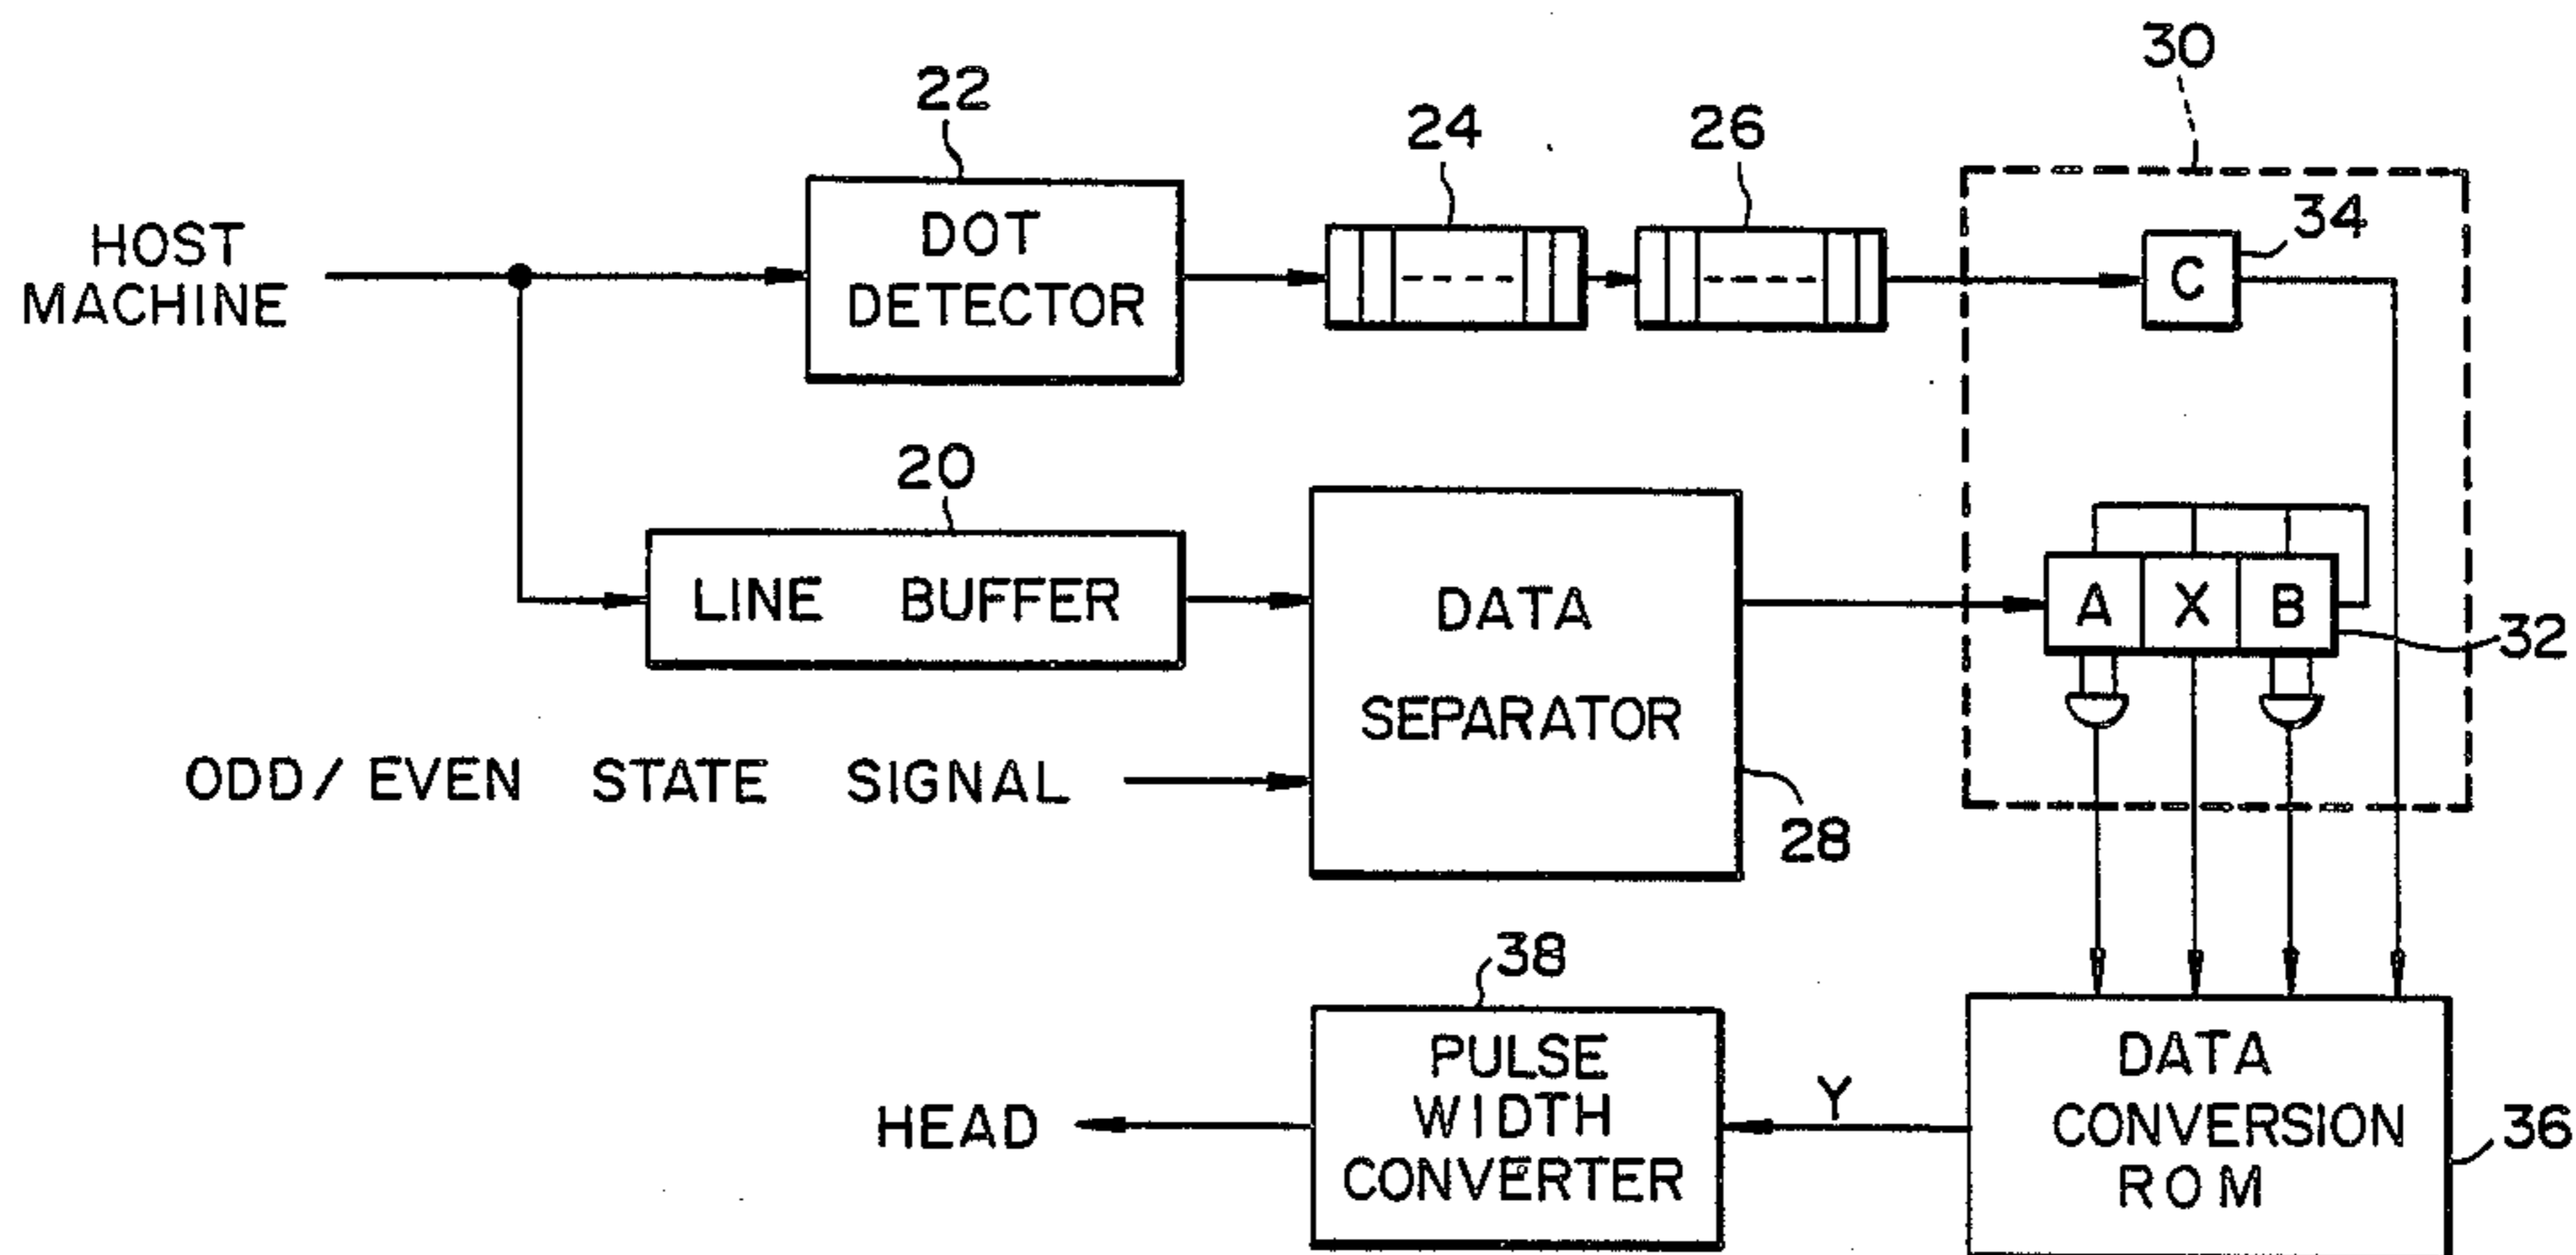 30
22
24
26
34
HOST
MACHINE
DOT
DETECTOR
C
20
LINE BUFFER
DATA
SEPARATOR
A X B
32
ODD/EVEN STATE SIGNAL
28
38
HEAD
PULSE
WIDTH
CONVERTER
Y
DATA
CONVERSION
ROM
36